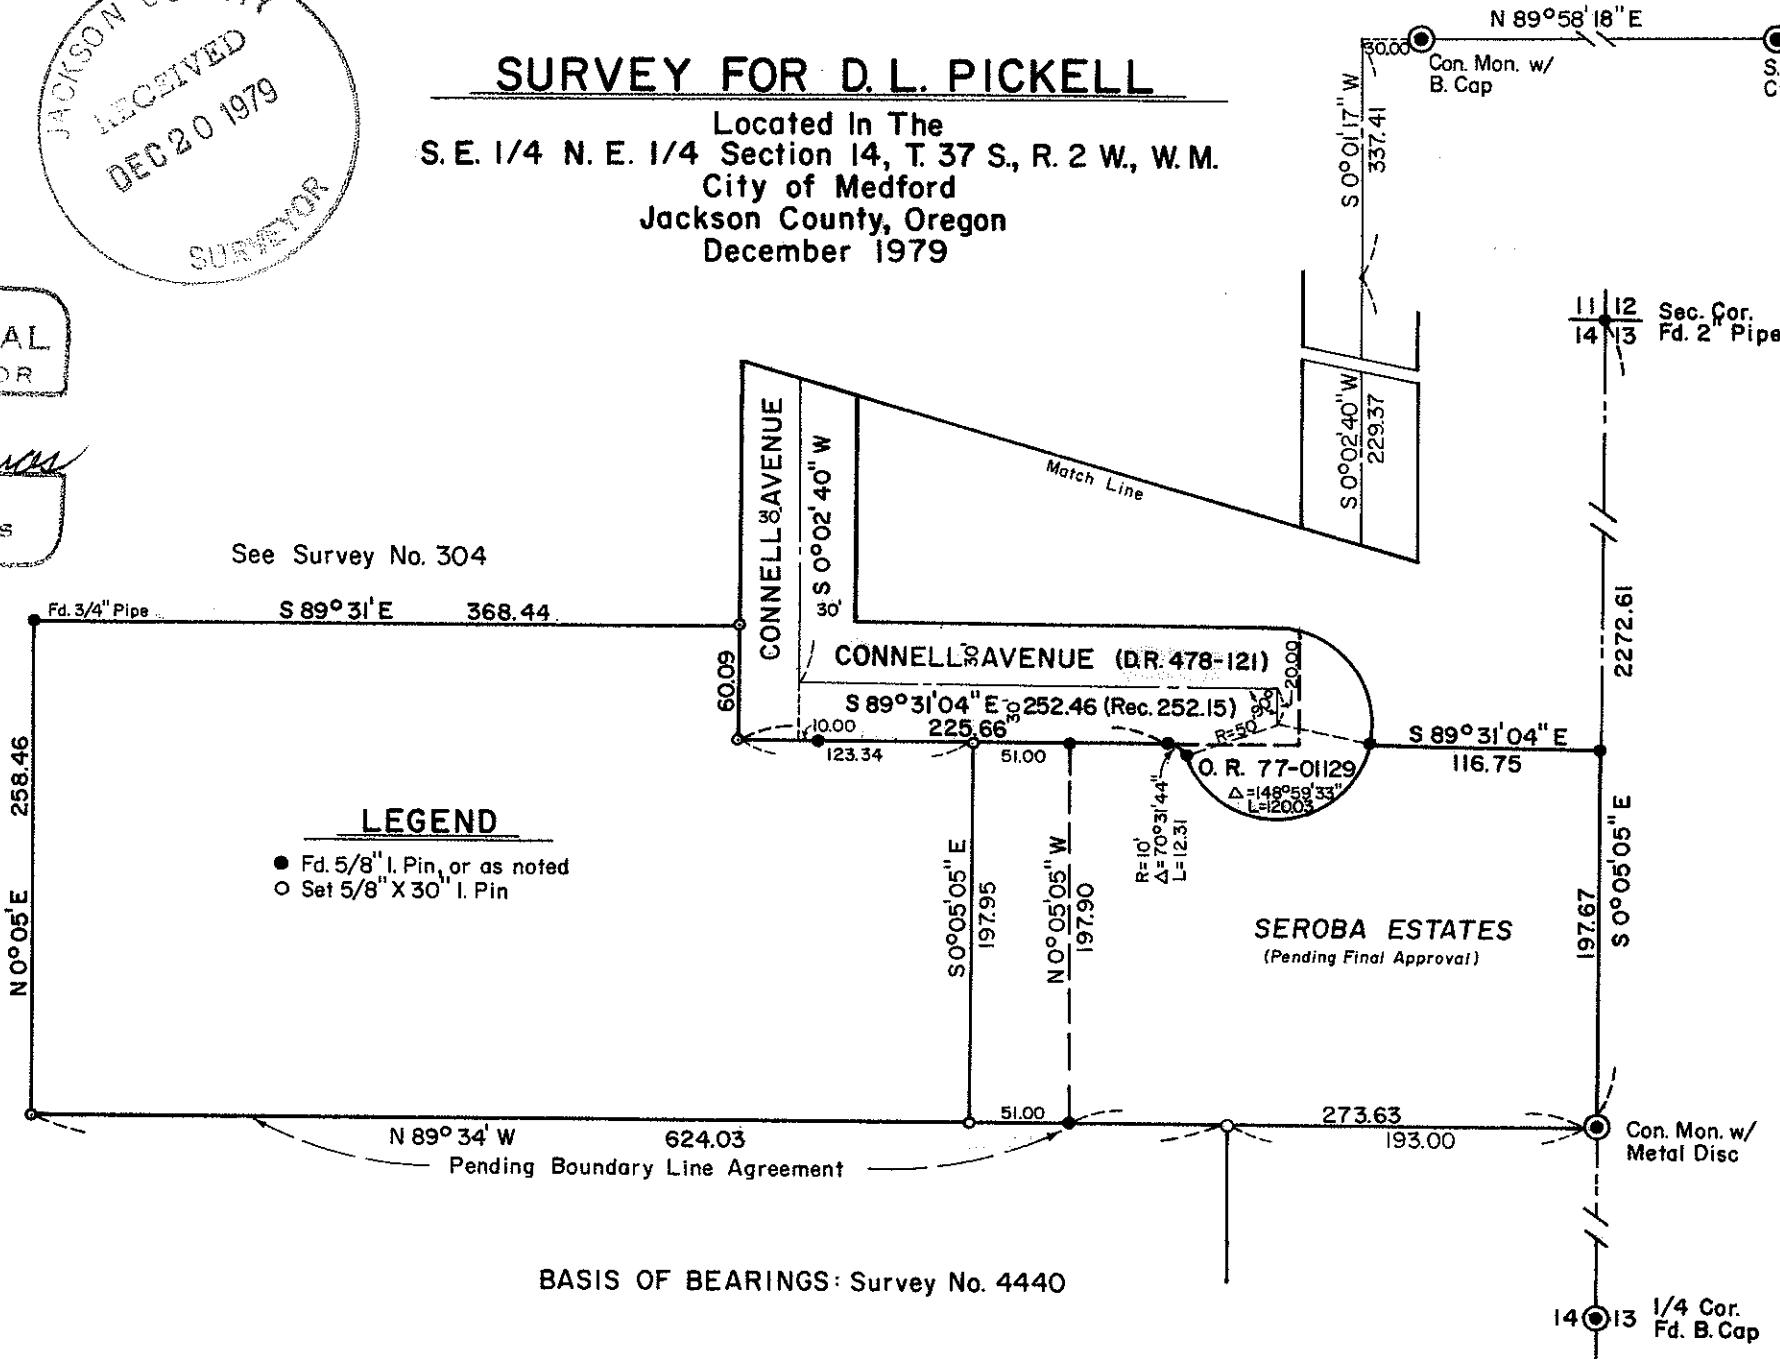 JACKSON COUNTY
RECEIVED
DEC 20 1979
SURVEYOR
SURVEY FOR D. L. PICKELL
Located In The
S. E. 1/4 N. E. 1/4 Section 14, T. 37 S., R. 2 W., W. M.
City of Medford
Jackson County, Oregon
December 1979
N 89°58'18" E
30.00
Con. Mon. w/
B. Cap
S.
C
S 0°01'17" W
337.41
S 0°02'40" W
229.37
11 12
14 13
Sec. Cor.
Fd. 2" Pipe
AL
OR
s
See Survey No. 304
Match Line
CONNELL AVENUE
30'
S 0°02'40" W
30'
Fd. 3/4" Pipe
S 89°31' E 368.44
60.09
CONNELL AVENUE (D.R. 478-121)
30'
20.00
S 89°31'04" E 252.46 (Rec. 252.15)
30'
90°
R=50'
10.00
225.66
123.34
51.00
S 89°31'04" E
116.75
2272.61
O. R. 77-01129
Δ=148°59'33"
L=120.03
R=10'
Δ=70°31'44"
L=12.31
258.46
N 0°05' E
LEGEND
● Fd. 5/8" I. Pin, or as noted
○ Set 5/8" X 30" I. Pin
S 0°05'05" E
197.95
N 0°05'05" W
197.90
SEROBA ESTATES
(Pending Final Approval)
197.67
S 0°05'05" E
51.00
273.63
193.00
N 89°34' W 624.03
Pending Boundary Line Agreement
Con. Mon. w/
Metal Disc
BASIS OF BEARINGS: Survey No. 4440
14 13
1/4 Cor.
Fd. B. Cap